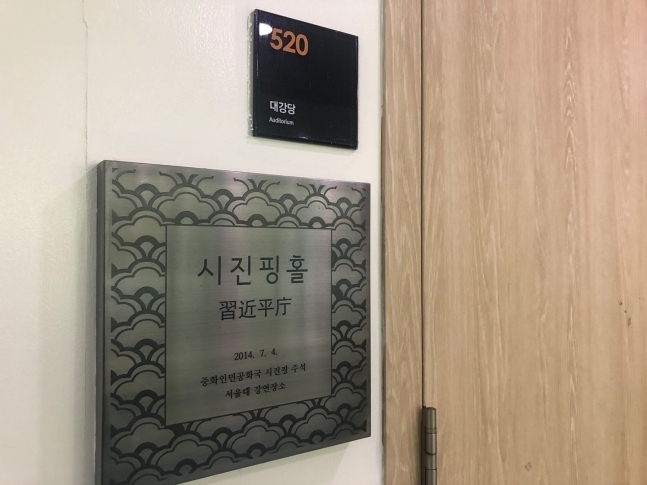 520
대강당
Auditorium
시진핑홀
習近平庁
2014. 7. 4.
중화인민공화국 시진핑 주석
서울대 강연장소